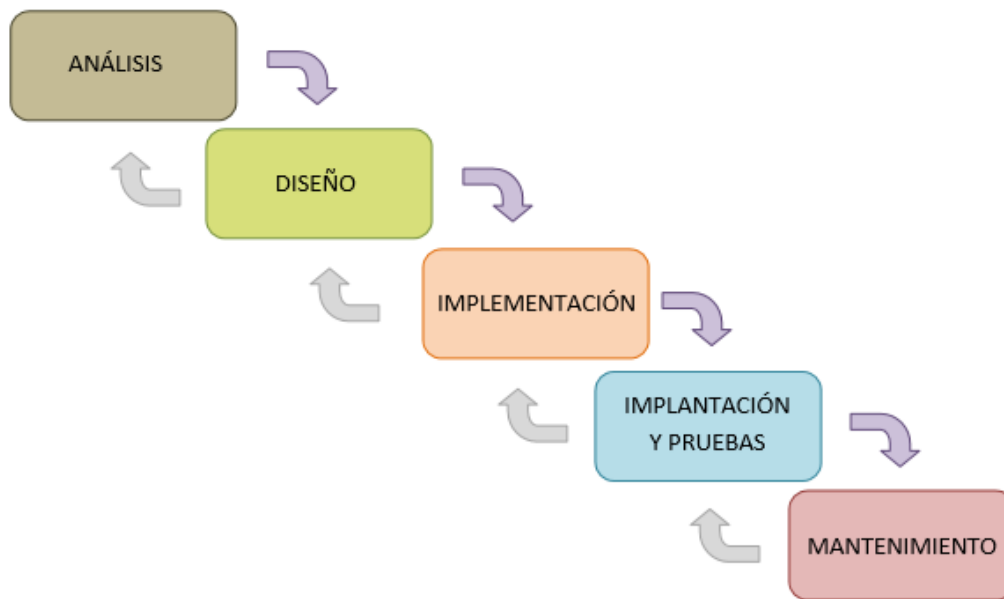 ANÁLISIS
DISEÑO
IMPLEMENTACIÓN
IMPLANTACIÓN
Y PRUEBAS
MANTENIMIENTO